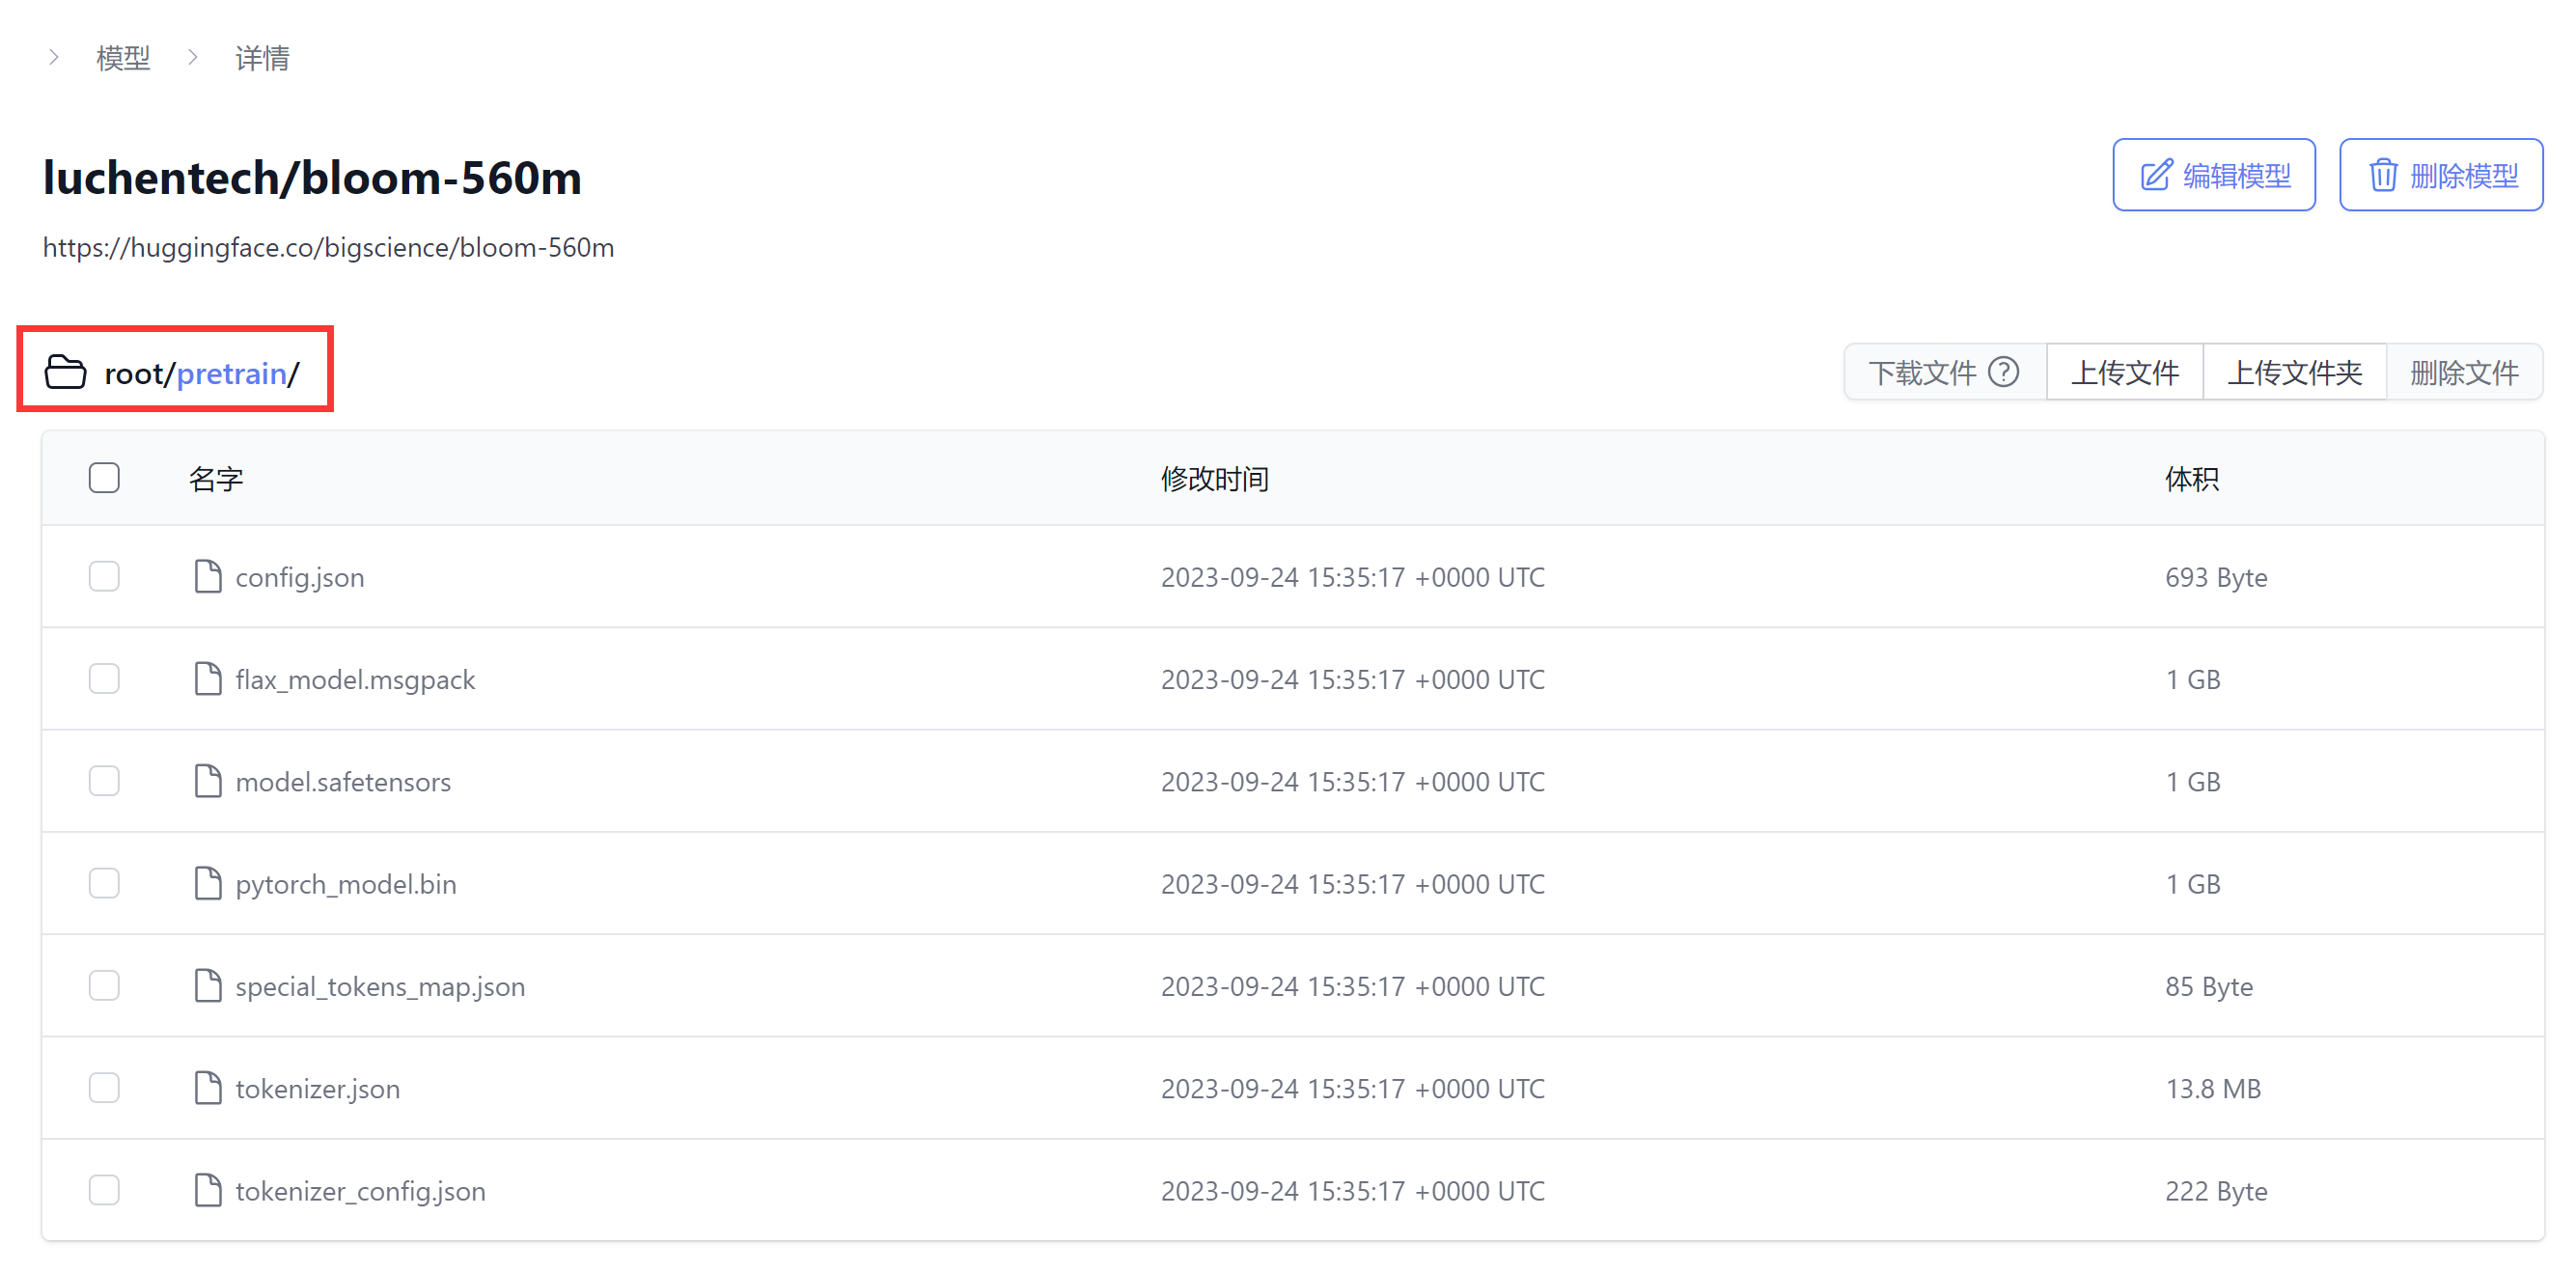 模型 详情
luchentech/bloom-560m 编辑模型 删除模型
https://huggingface.co/bigscience/bloom-560m
root/pretrain/ 下载文件 上传文件 上传文件夹 删除文件
名字 修改时间 体积
config.json 2023-09-24 15:35:17 +0000 UTC 693 Byte
flax_model.msgpack 2023-09-24 15:35:17 +0000 UTC 1 GB
model.safetensors 2023-09-24 15:35:17 +0000 UTC 1 GB
pytorch_model.bin 2023-09-24 15:35:17 +0000 UTC 1 GB
special_tokens_map.json 2023-09-24 15:35:17 +0000 UTC 85 Byte
tokenizer.json 2023-09-24 15:35:17 +0000 UTC 13.8 MB
tokenizer_config.json 2023-09-24 15:35:17 +0000 UTC 222 Byte